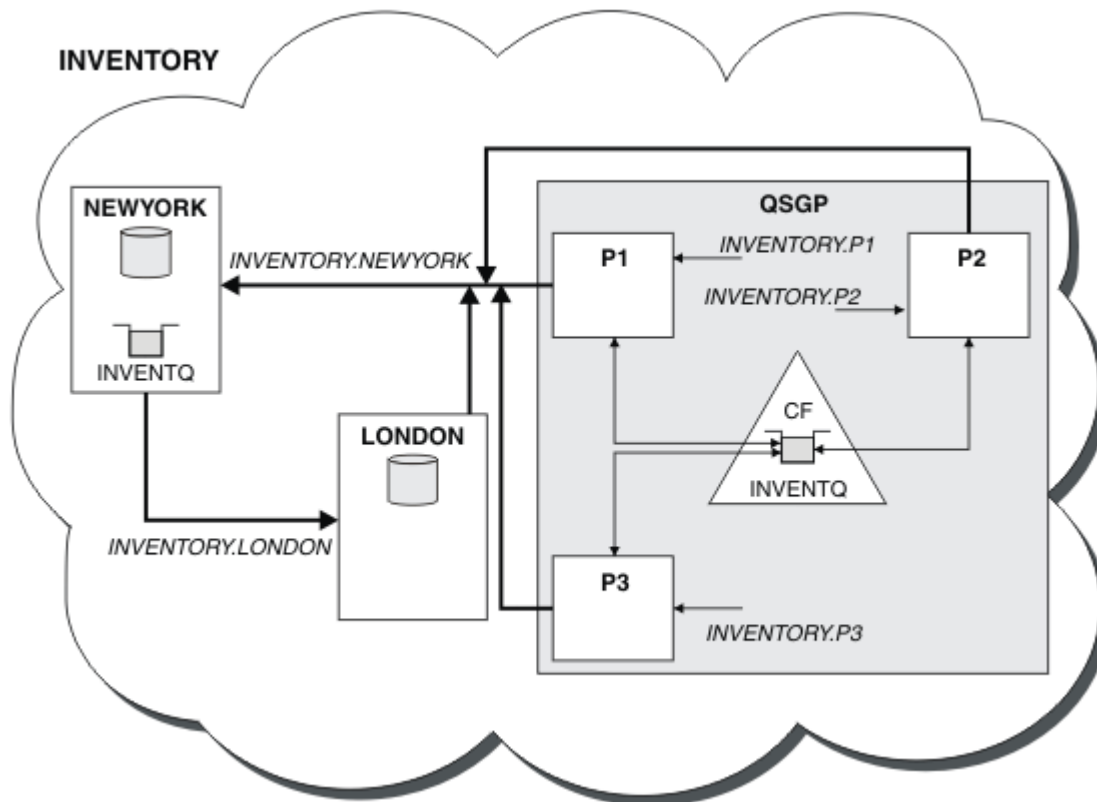 INVENTORY
QSGP
NEWYORK
INVENTORY.NEWYORK
P1
INVENTORY.P1
P2
INVENTORY.P2
INVENTQ
LONDON
CF
INVENTQ
INVENTORY.LONDON
P3
INVENTORY.P3